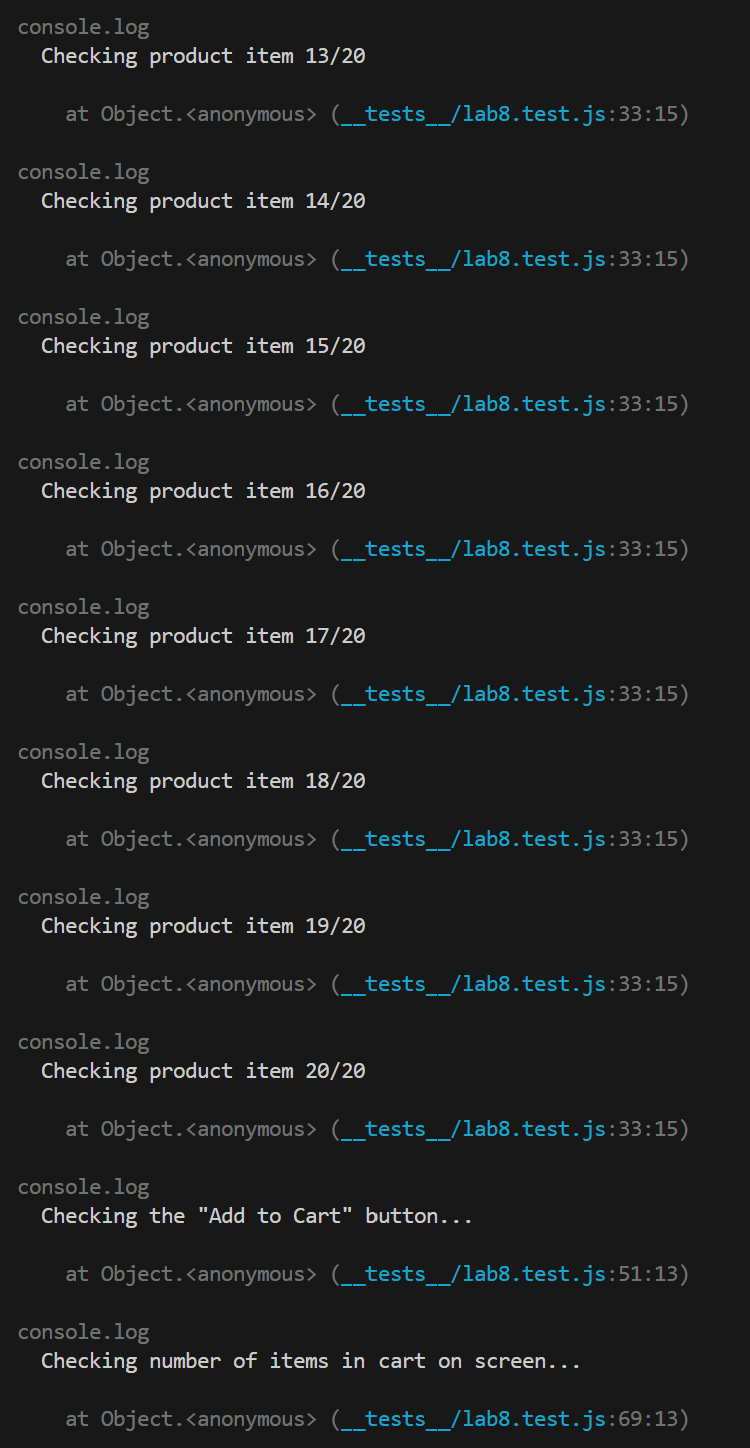 console.log
Checking product item 13/20
at Object.<anonymous> (__tests__/lab8.test.js:33:15)
console.log
Checking product item 14/20
at Object.<anonymous> (__tests__/lab8.test.js:33:15)
console.log
Checking product item 15/20
at Object.<anonymous> (__tests__/lab8.test.js:33:15)
console.log
Checking product item 16/20
at Object.<anonymous> (__tests__/lab8.test.js:33:15)
console.log
Checking product item 17/20
at Object.<anonymous> (__tests__/lab8.test.js:33:15)
console.log
Checking product item 18/20
at Object.<anonymous> (__tests__/lab8.test.js:33:15)
console.log
Checking product item 19/20
at Object.<anonymous> (__tests__/lab8.test.js:33:15)
console.log
Checking product item 20/20
at Object.<anonymous> (__tests__/lab8.test.js:33:15)
console.log
Checking the "Add to Cart" button...
at Object.<anonymous> (__tests__/lab8.test.js:51:13)
console.log
Checking number of items in cart on screen...
at Object.<anonymous> (__tests__/lab8.test.js:69:13)